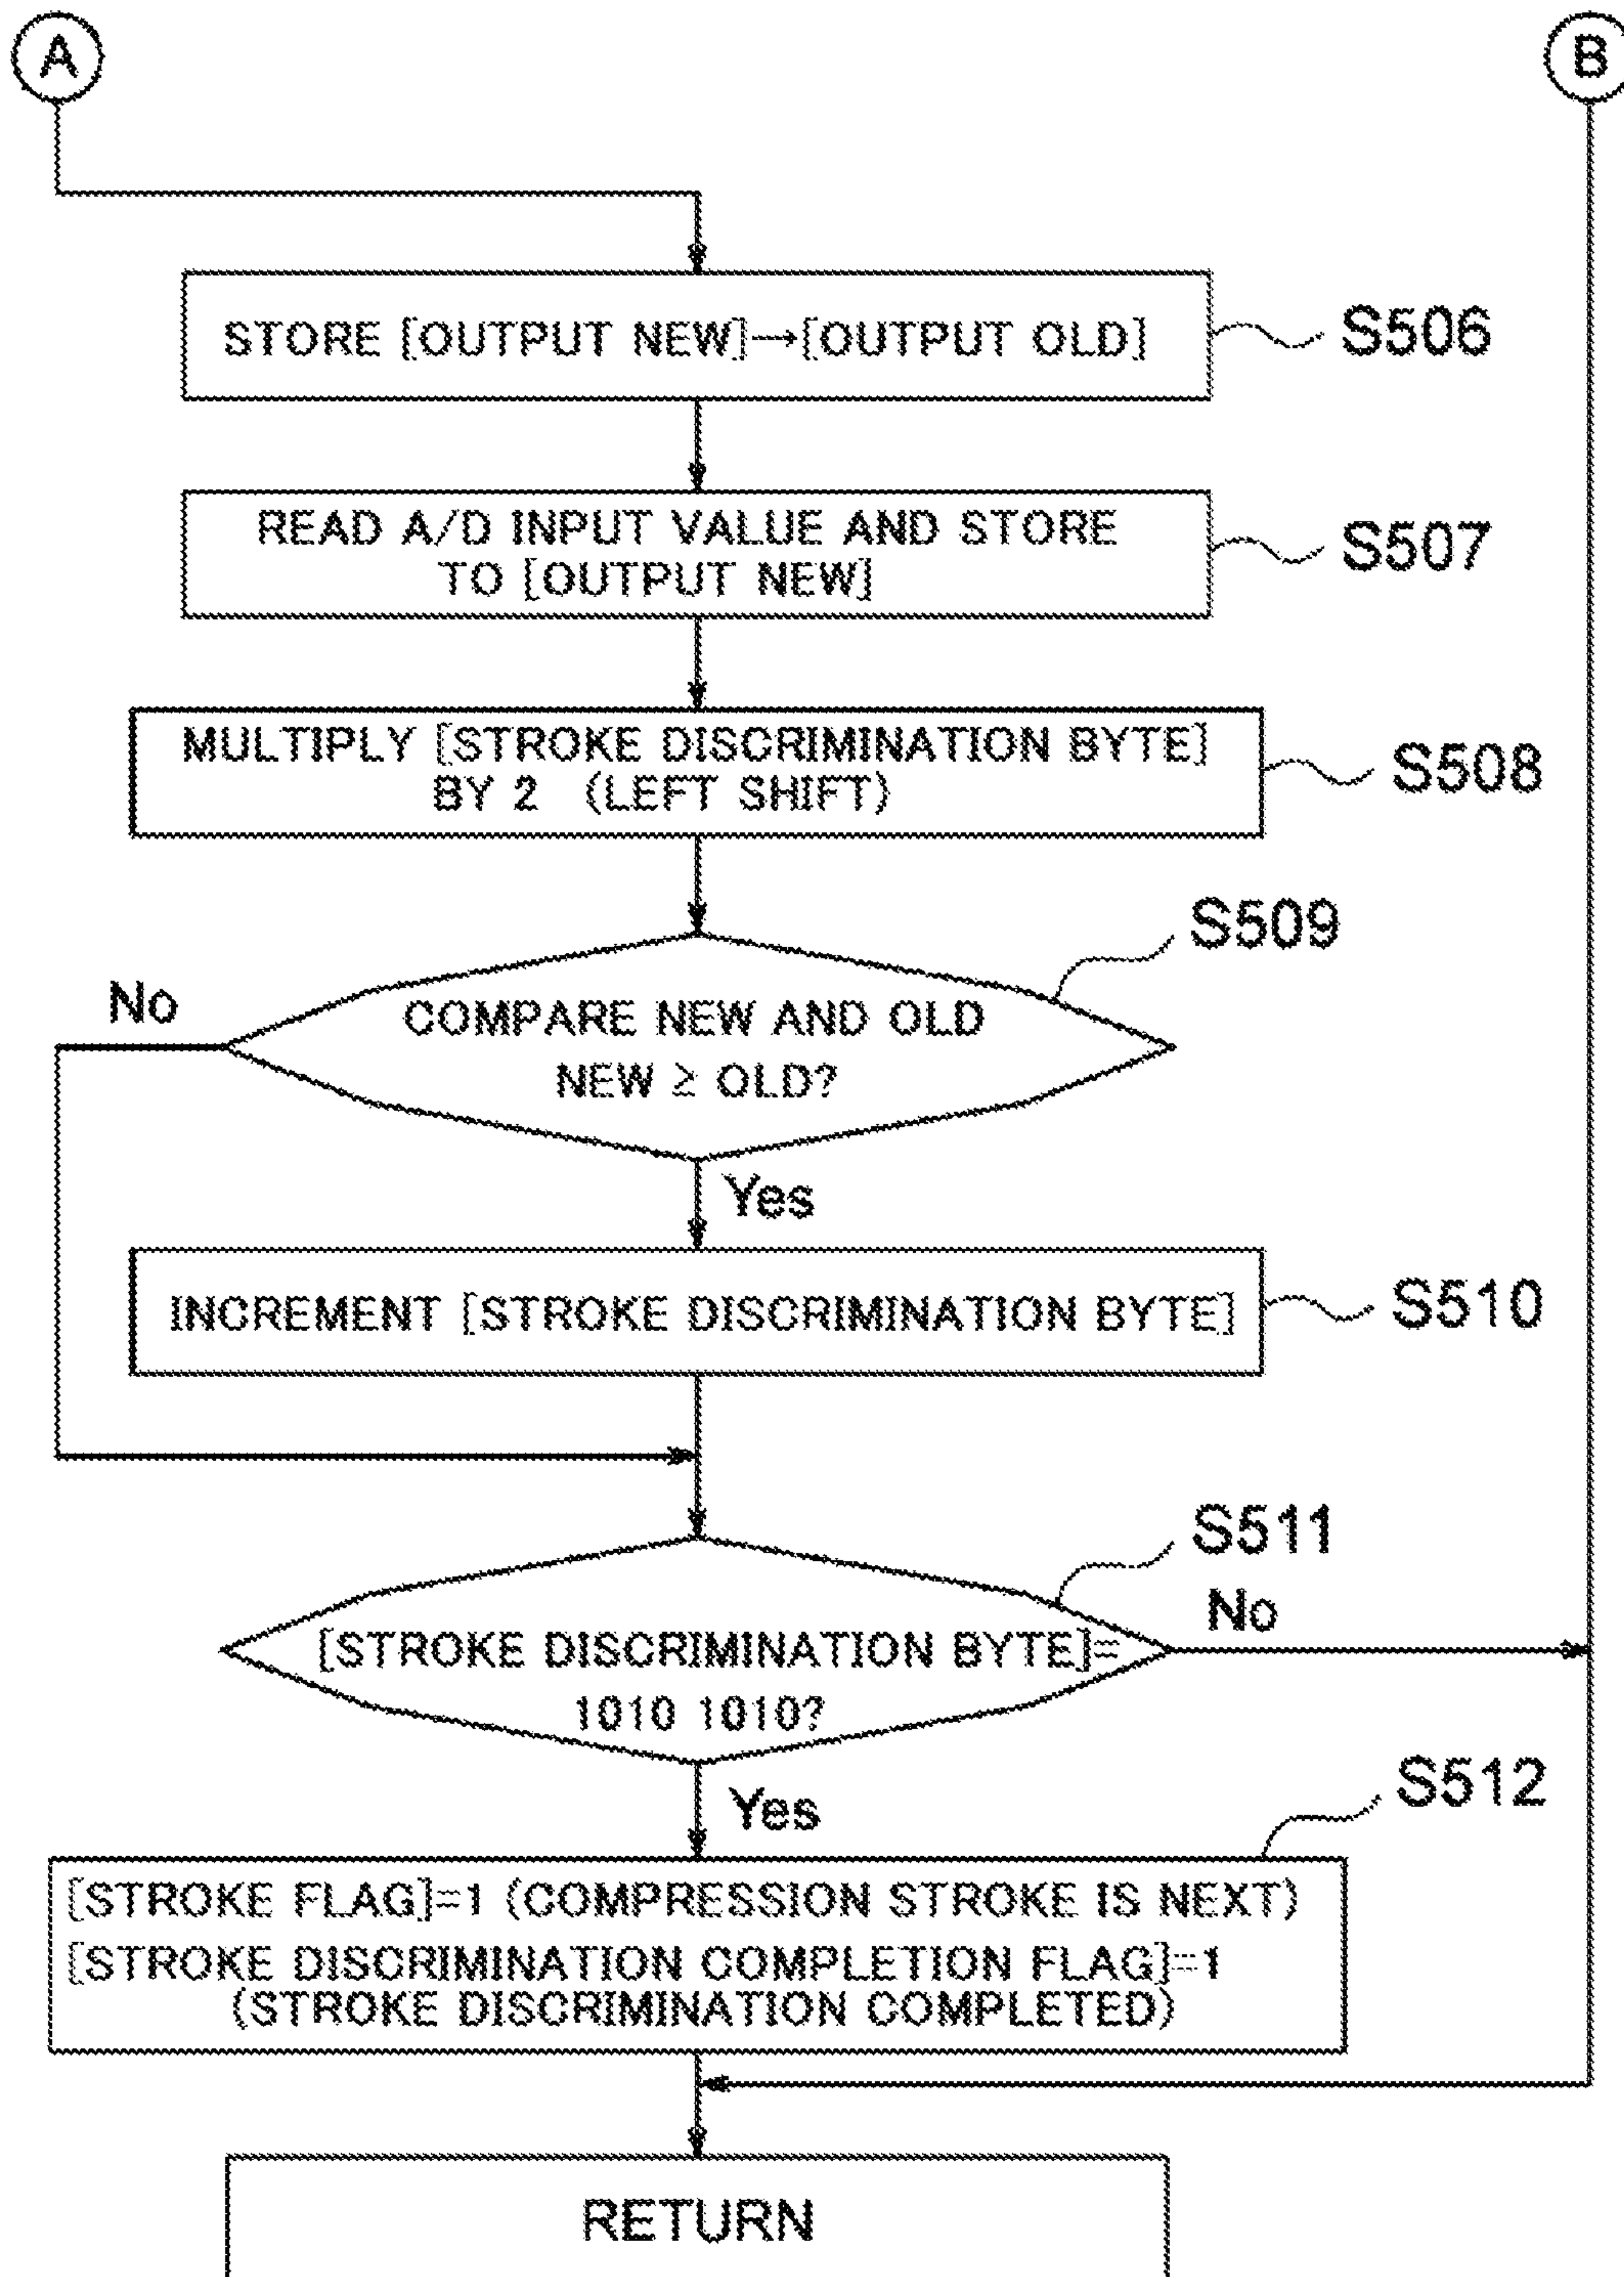 A
B
STORE [OUTPUT NEW]→[OUTPUT OLD]
S506
READ A/D INPUT VALUE AND STORE
TO [OUTPUT NEW]
S507
MULTIPLY [STROKE DISCRIMINATION BYTE]
BY 2 (LEFT SHIFT)
S508
S509
No
COMPARE NEW AND OLD
NEW ≥ OLD?
Yes
INCREMENT [STROKE DISCRIMINATION BYTE]
S510
S511
No
[STROKE DISCRIMINATION BYTE]=
1010 1010?
Yes
S512
[STROKE FLAG]=1 (COMPRESSION STROKE IS NEXT)
[STROKE DISCRIMINATION COMPLETION FLAG]=1
(STROKE DISCRIMINATION COMPLETED)
RETURN